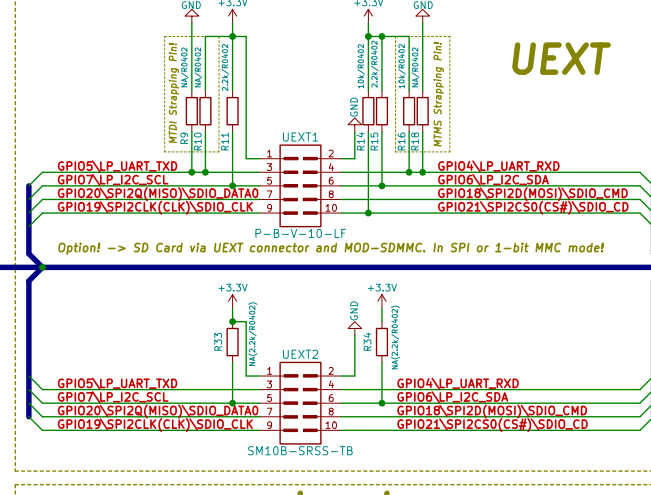 GND
+3.3V
+3.3V
GND
UEXT
MTDI Strapping Pin!
R9
NA/R0402
R10
NA/R0402
R11
2.2k/R0402
R14
10k/R0402
R15
2.2k/R0402
R16
10k/R0402
R18
NA/R0402
MTMS Strapping Pin!
GND
UEXT1
1 2
GPIO5\LP_UART_TXD 3 4 GPIO4\LP_UART_RXD
GPIO7\LP_I2C_SCL 5 6 GPIO6\LP_I2C_SDA
GPIO20\SPI2Q(MISO)\SDIO_DATA0 7 8 GPIO18\SPI2D(MOSI)\SDIO_CMD
GPIO19\SPI2CLK(CLK)\SDIO_CLK 9 10 GPIO21\SPI2CS0(CS#)\SDIO_CD
P-B-V-10-LF
Option! -> SD Card via UEXT connector and MOD-SDMMC. In SPI or 1-bit MMC mode!
+3.3V
+3.3V
R33
NA(2.2k/R0402)
GND
R34
NA(2.2k/R0402)
UEXT2
1 2
GPIO5\LP_UART_TXD 3 4 GPIO4\LP_UART_RXD
GPIO7\LP_I2C_SCL 5 6 GPIO6\LP_I2C_SDA
GPIO20\SPI2Q(MISO)\SDIO_DATA0 7 8 GPIO18\SPI2D(MOSI)\SDIO_CMD
GPIO19\SPI2CLK(CLK)\SDIO_CLK 9 10 GPIO21\SPI2CS0(CS#)\SDIO_CD
SM10B-SRSS-TB